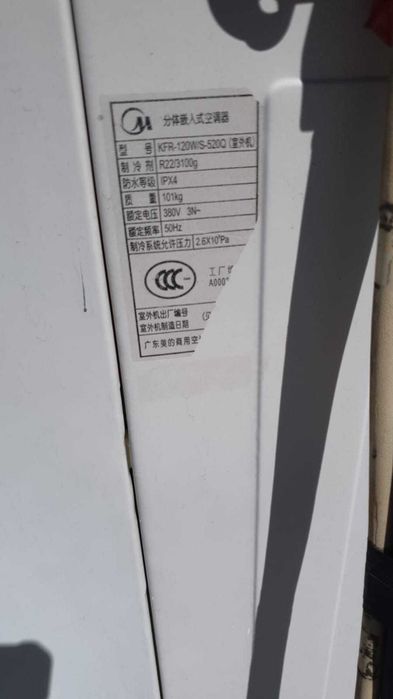 分体嵌入式空调器
型 号 KFR-120W/S-520Q (室外机)
制 冷 剂 R22/3100g
防水等级 IPX4
质 量 101kg
额定电压 380V 3N~
额定频率 50Hz
制冷系统允许压力 2.6X10⁶Pa
CCC
工厂
A000
室外机出厂编号
室外机制造日期
广东美的商用空